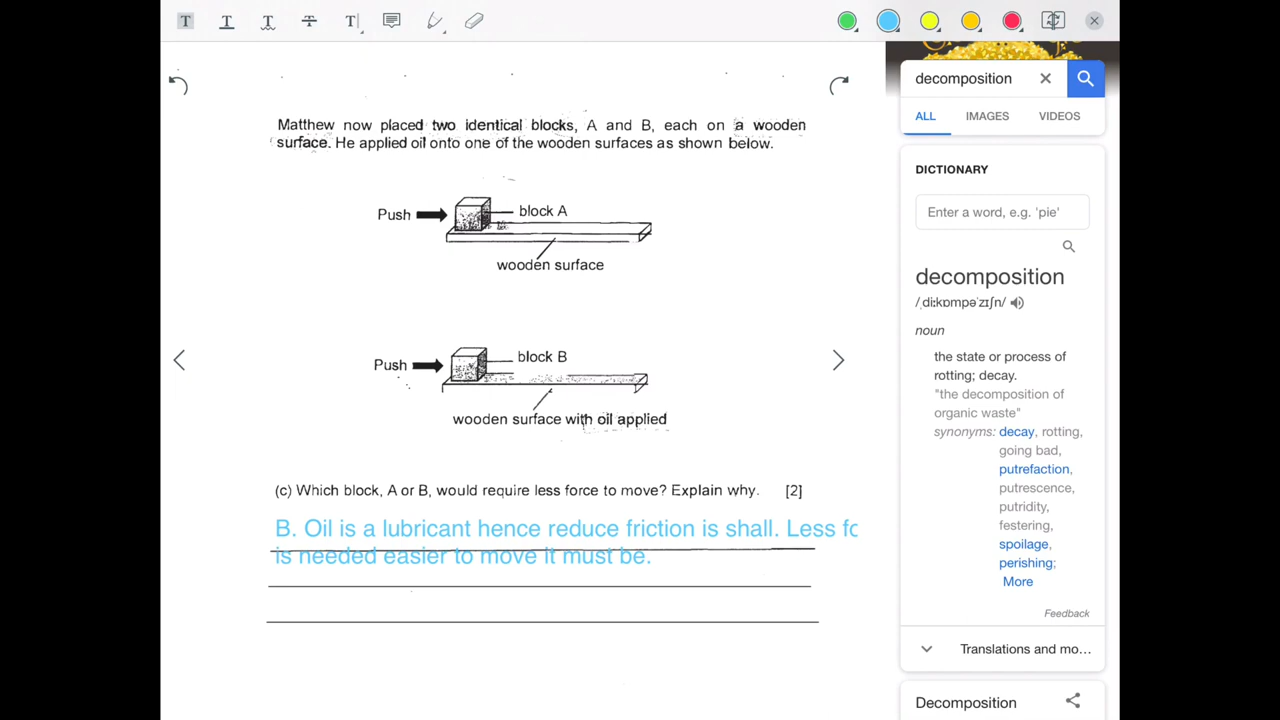 T T T T T
decomposition
ALL IMAGES VIDEOS
Matthew now placed two identical blocks, A and B, each on a wooden
surface. He applied oil onto one of the wooden surfaces as shown below.
Push
block A
wooden surface
Push
block B
wooden surface with oil applied
(c) Which block, A or B, would require less force to move? Explain why. [2]
B. Oil is a lubricant hence reduce friction is shall. Less fo
is needed easier to move it must be.
DICTIONARY
Enter a word, e.g. 'pie'
decomposition
/ˌdiːkɒmpəˈzɪʃn/
noun
the state or process of
rotting; decay.
"the decomposition of
organic waste"
synonyms: decay, rotting,
going bad,
putrefaction,
putrescence,
putridity,
festering,
spoilage,
perishing;
More
Feedback
Translations and mo...
Decomposition